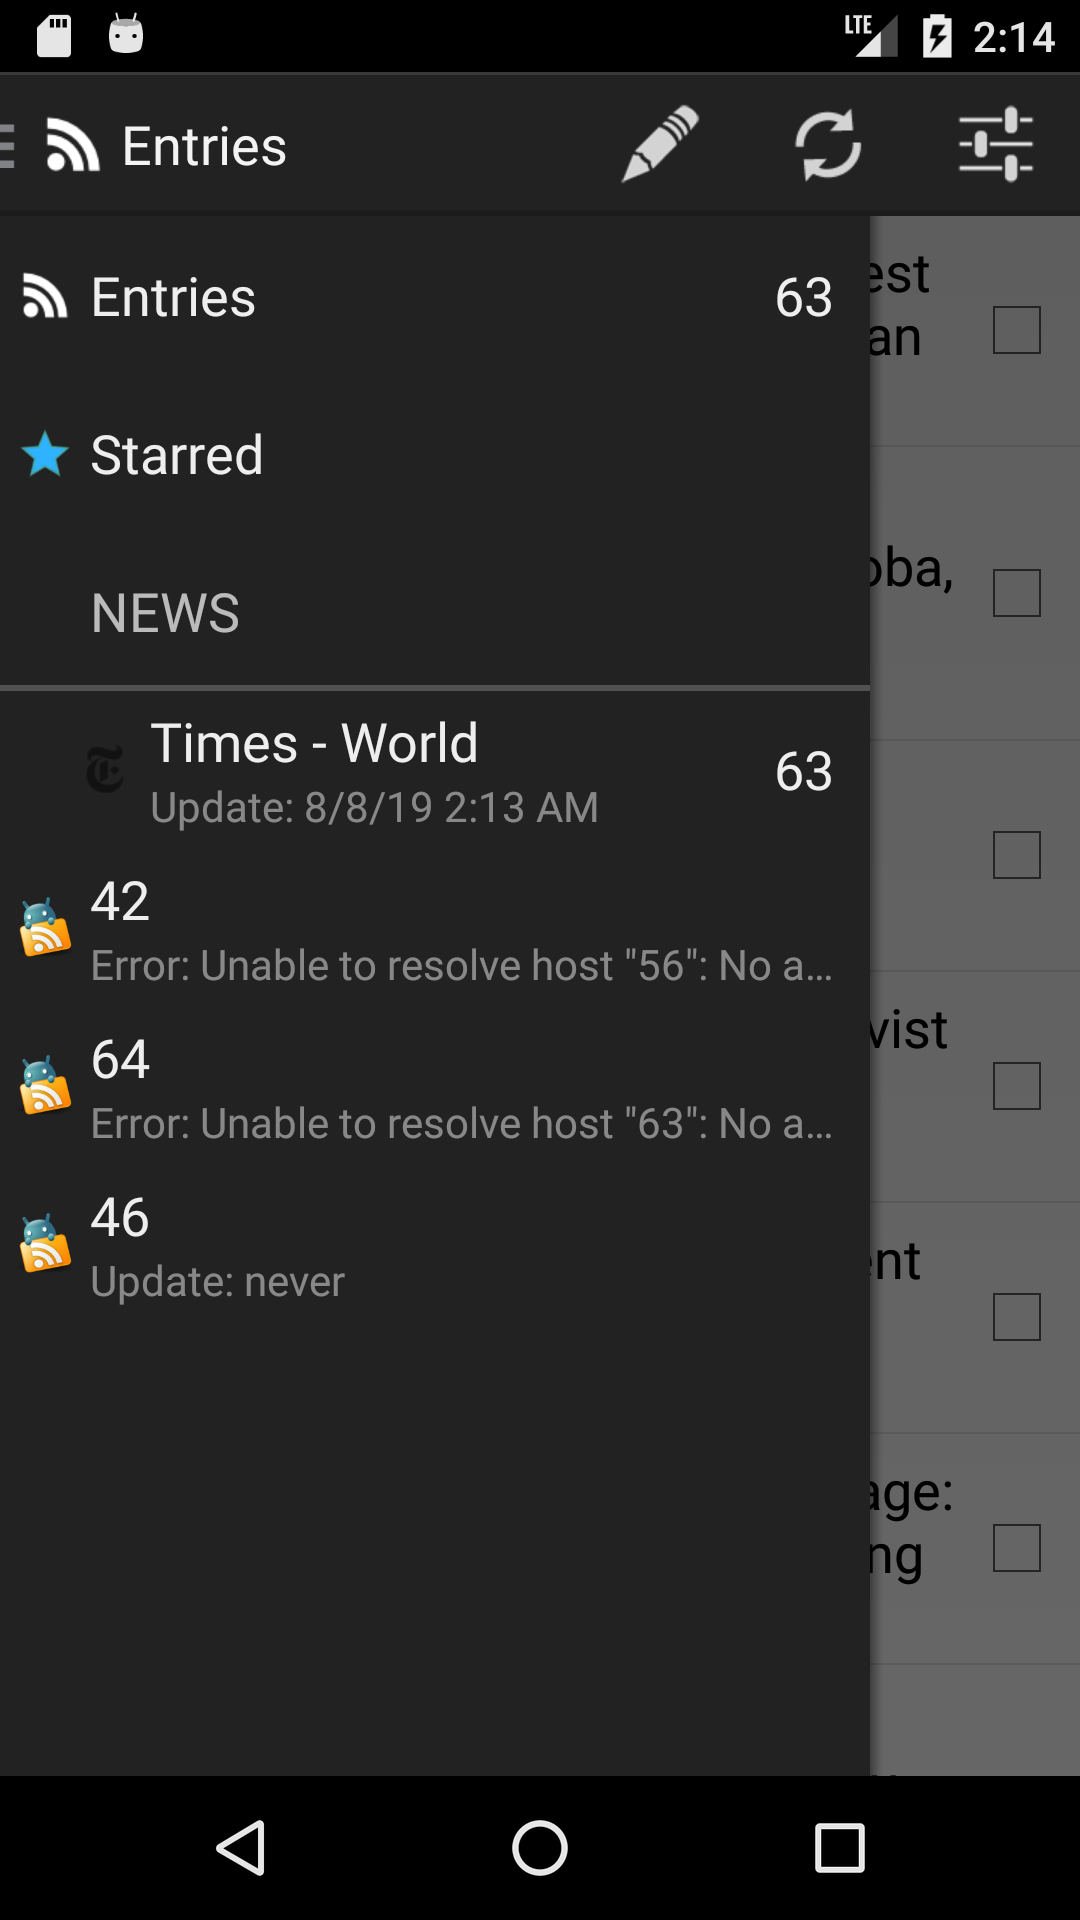 LTE 2:14
Entries
Entries 63
Starred
NEWS
Times - World 63
Update: 8/8/19 2:13 AM
42
Error: Unable to resolve host "56": No a...
64
Error: Unable to resolve host "63": No a...
46
Update: never
est
an
oba,
vist
ent
age:
ng